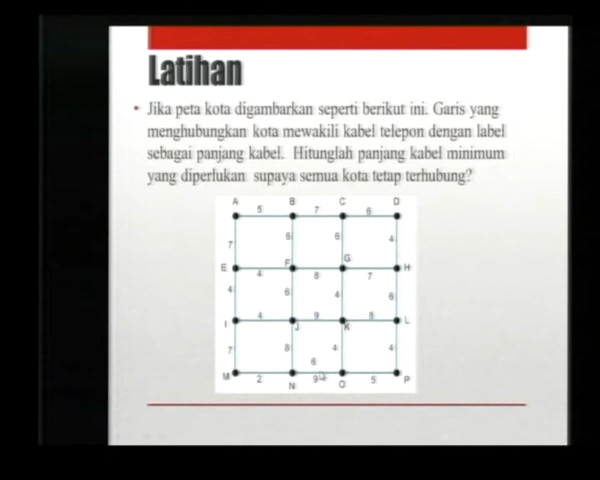 Latihan
• Jika peta kota digambarkan seperti berikut ini. Garis yang
menghubungkan kota mewakili kabel telepon dengan label
sebagai panjang kabel. Hitunglah panjang kabel minimum
yang diperlukan supaya semua kota tetap terhubung?
A B C D
5 7 6
7 6 6 4
E F G H
4 8 7
4 6 4 6
I 4 9 8 L
J K
7 8 4 4
6
M 2 9 5 P
N O